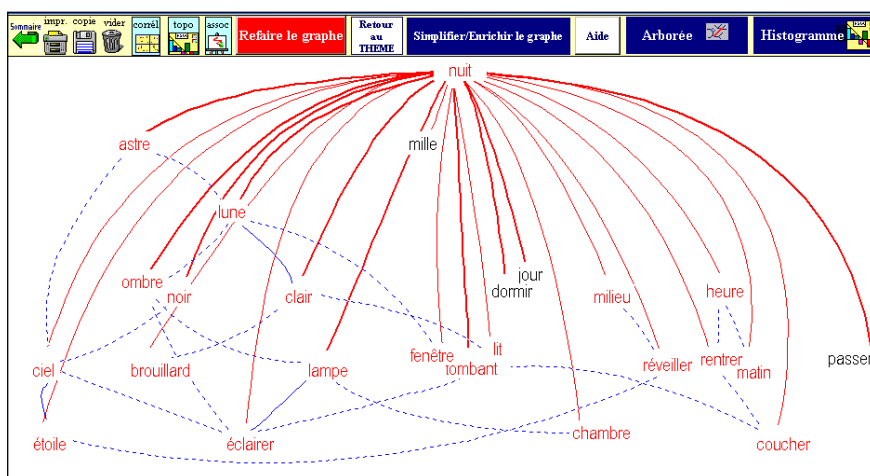 Sommaire impr. copie vider corrél topo assoc Refaire le graphe Retour au THEME Simplifier/Enrichir le graphe Aide Arborée Histogramme
nuit
astre mille
lune
jour
ombre noir clair dormir milieu heure
fenêtre lit
ciel brouillard lampe tombant réveiller rentrer matin passer
étoile éclairer chambre coucher